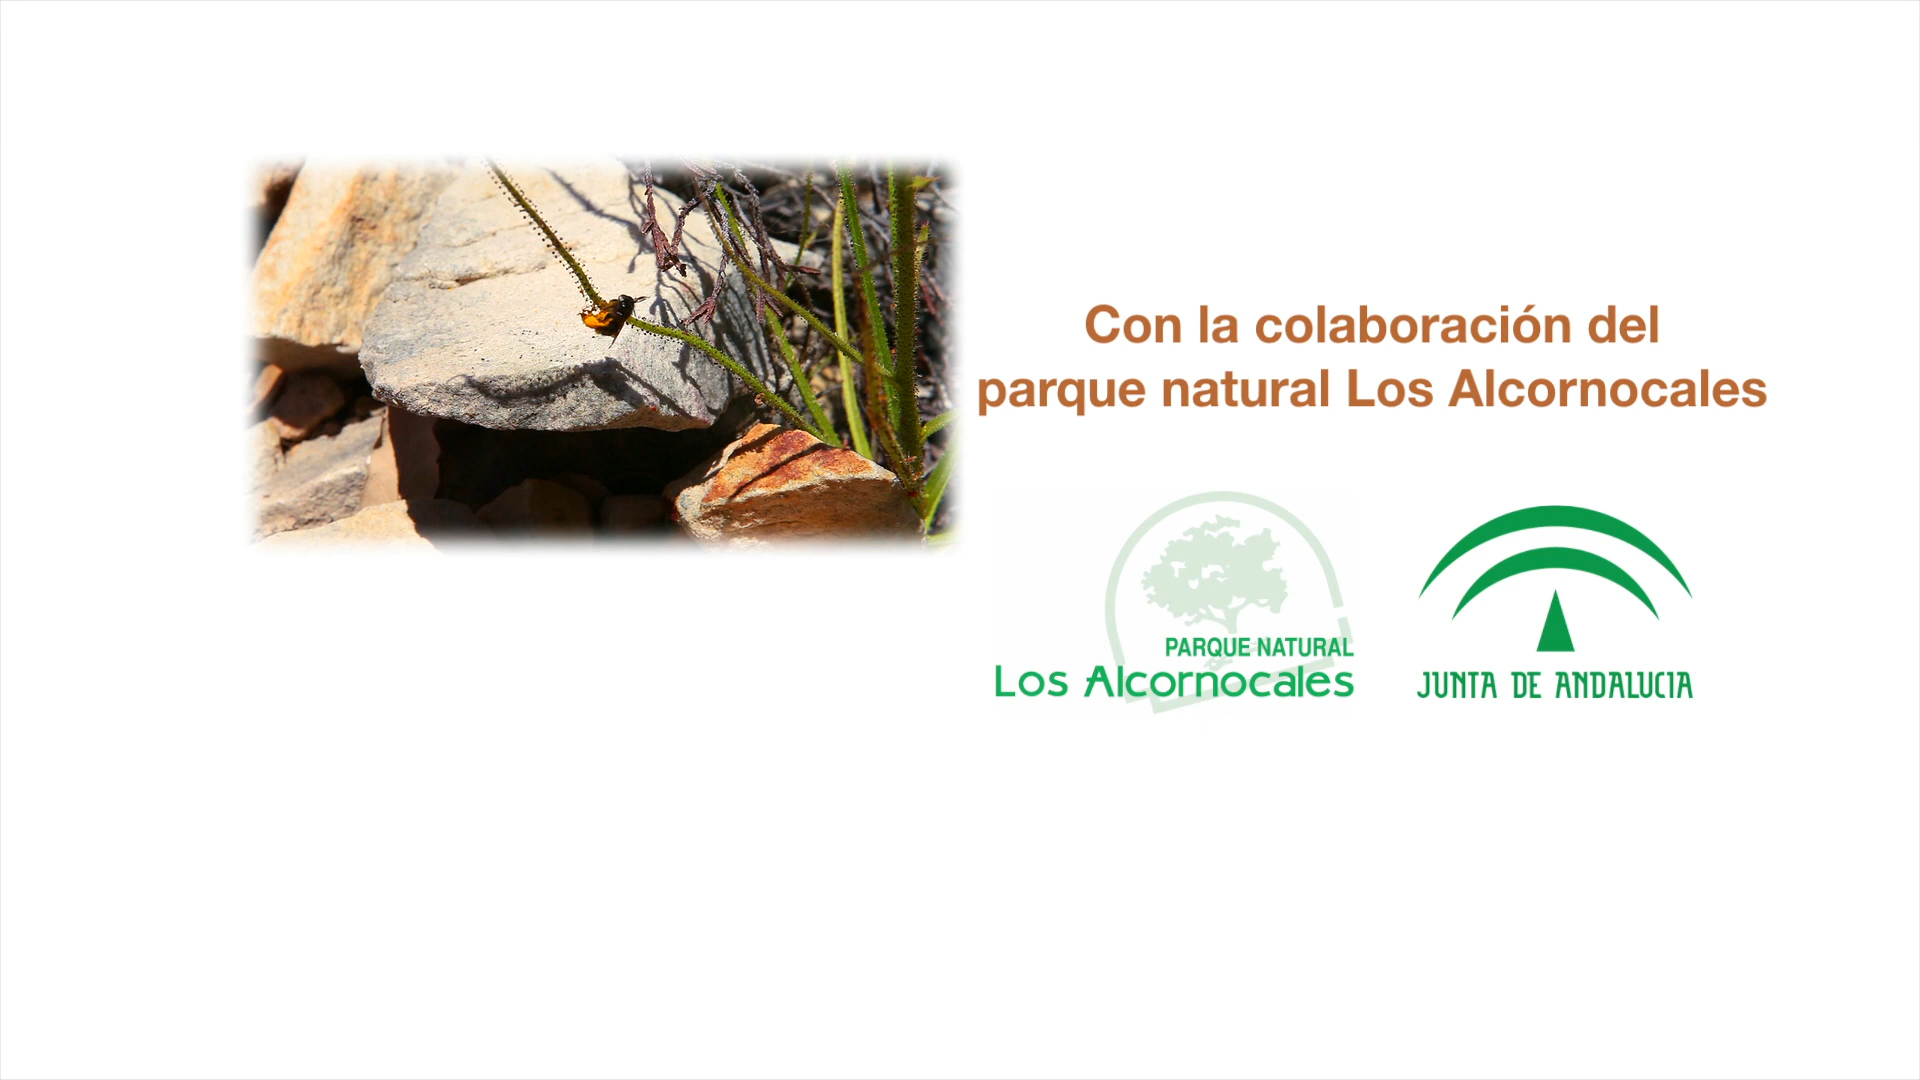 Con la colaboración del
parque natural Los Alcornocales
PARQUE NATURAL
Los Alcornocales
JUNTA DE ANDALUCIA